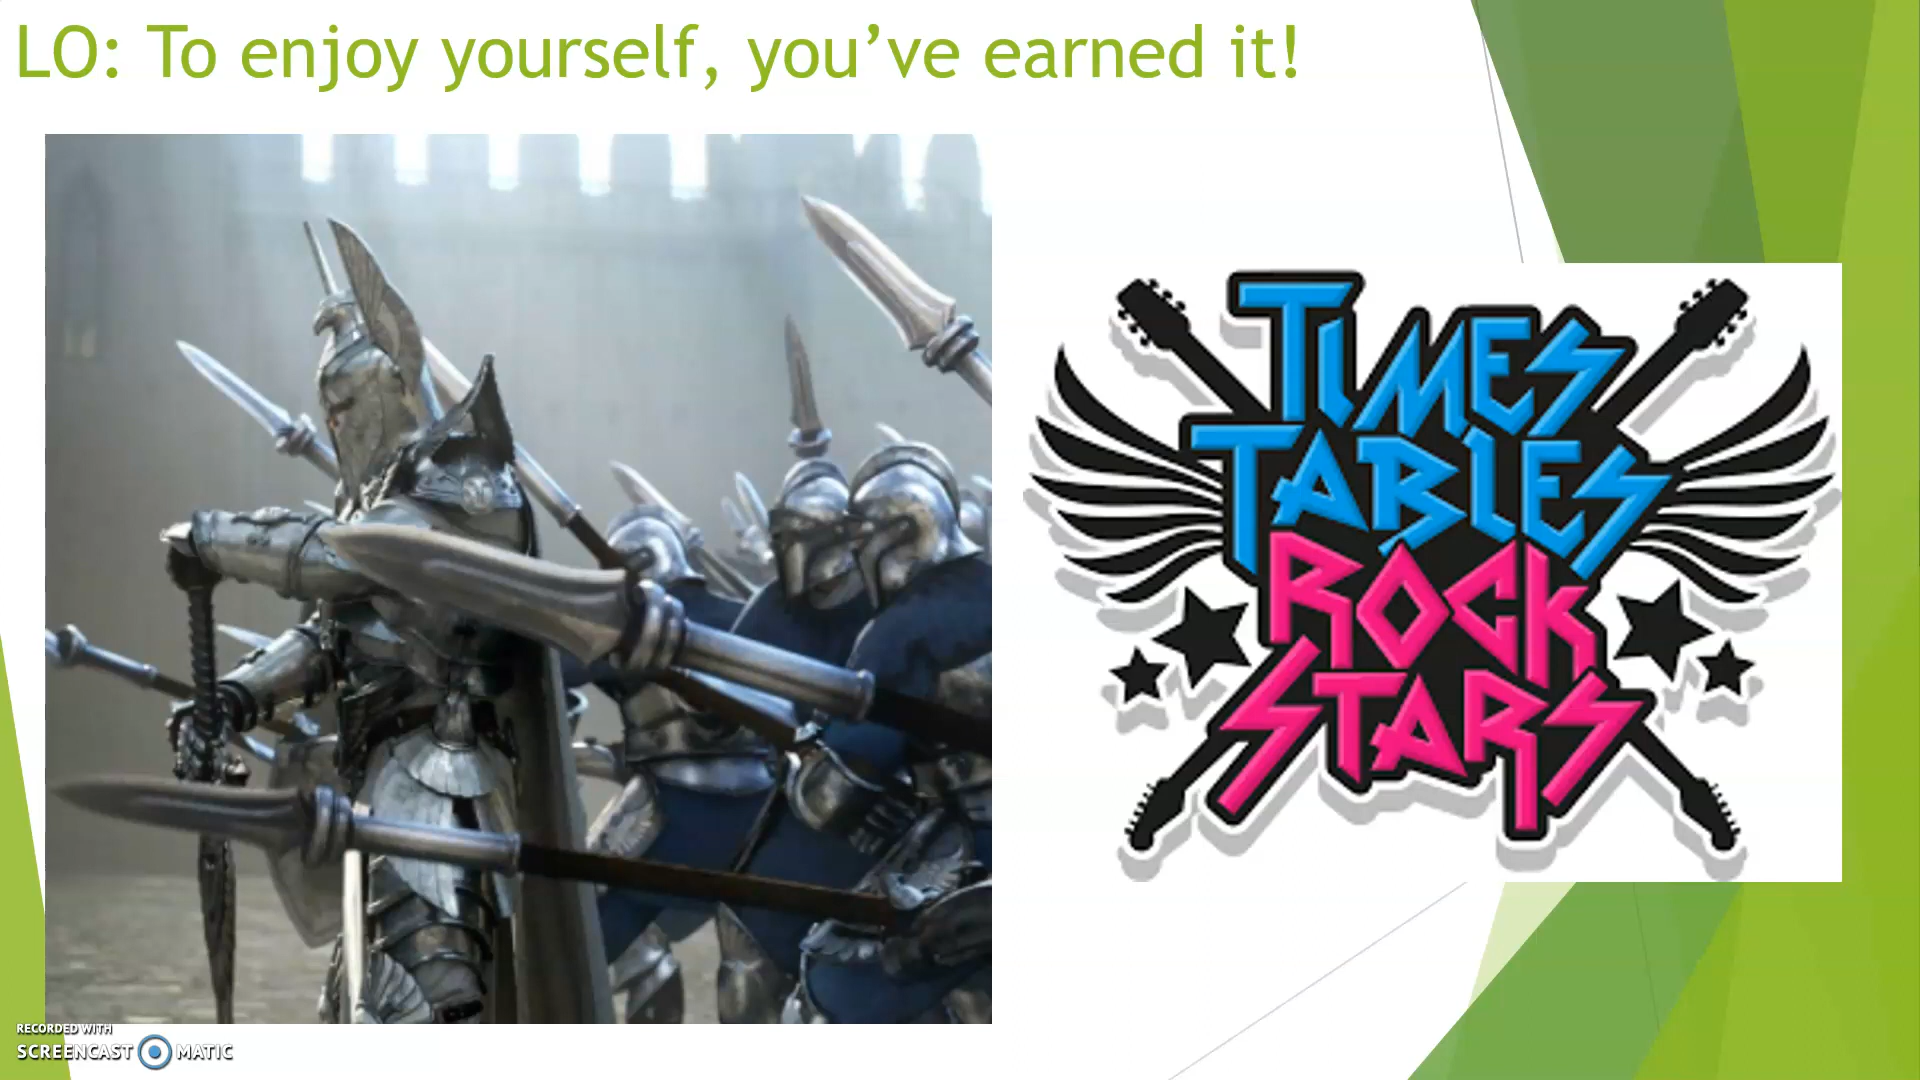 LO: To enjoy yourself, you’ve earned it!
TIMES
TABLES
ROCK
STARS
RECORDED WITH
SCREENCAST MATIC